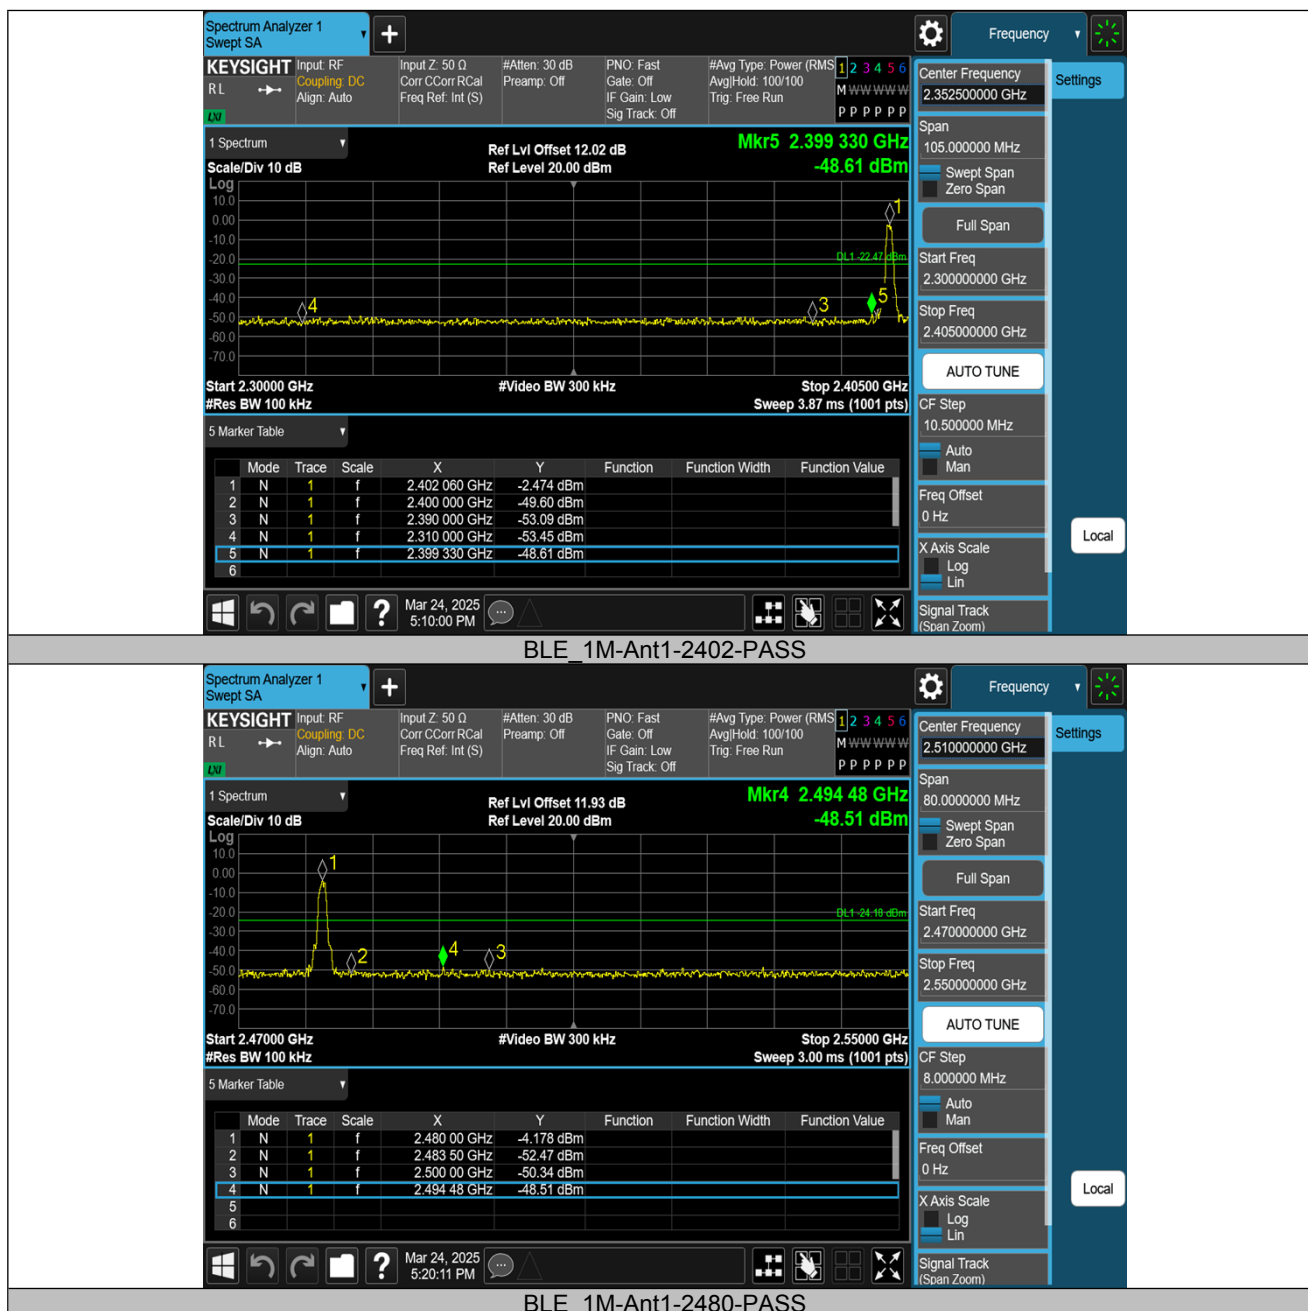 Spectrum Analyzer 1
Swept SA
Frequency
KEYSIGHT
RL
LXI
Input: RF
Coupling: DC
Align: Auto
Input Z: 50 Ω
Corr CCorr RCal
Freq Ref: Int (S)
#Atten: 30 dB
Preamp: Off
PNO: Fast
Gate: Off
IF Gain: Low
Sig Track: Off
#Avg Type: Power (RMS
Avg|Hold: 100/100
Trig: Free Run
1 2 3 4 5 6
M W W W W W
P P P P P P
Center Frequency
2.352500000 GHz
Settings
1 Spectrum
Scale/Div 10 dB
Ref Lvl Offset 12.02 dB
Ref Level 20.00 dBm
Mkr5 2.399 330 GHz
-48.61 dBm
Log
10.0
0.00
-10.0
-20.0
-30.0
-40.0
-50.0
-60.0
-70.0
1
DL1 -22.47 dBm
4
3
5
Start 2.30000 GHz
#Video BW 300 kHz
Stop 2.40500 GHz
#Res BW 100 kHz
Sweep 3.87 ms (1001 pts)
Span
105.000000 MHz
Swept Span
Zero Span
Full Span
Start Freq
2.300000000 GHz
Stop Freq
2.405000000 GHz
AUTO TUNE
CF Step
10.500000 MHz
Auto
Man
Freq Offset
0 Hz
X Axis Scale
Log
Lin
Signal Track
(Span Zoom)
Local
5 Marker Table
Mode Trace Scale X Y Function Function Width Function Value
1 N 1 f 2.402 060 GHz -2.474 dBm
2 N 1 f 2.400 000 GHz -49.60 dBm
3 N 1 f 2.390 000 GHz -53.09 dBm
4 N 1 f 2.310 000 GHz -53.45 dBm
5 N 1 f 2.399 330 GHz -48.61 dBm
6
?
Mar 24, 2025
5:10:00 PM
BLE_1M-Ant1-2402-PASS
Spectrum Analyzer 1
Swept SA
Frequency
KEYSIGHT
RL
LXI
Input: RF
Coupling: DC
Align: Auto
Input Z: 50 Ω
Corr CCorr RCal
Freq Ref: Int (S)
#Atten: 30 dB
Preamp: Off
PNO: Fast
Gate: Off
IF Gain: Low
Sig Track: Off
#Avg Type: Power (RMS
Avg|Hold: 100/100
Trig: Free Run
1 2 3 4 5 6
M W W W W W
P P P P P P
Center Frequency
2.510000000 GHz
Settings
1 Spectrum
Scale/Div 10 dB
Ref Lvl Offset 11.93 dB
Ref Level 20.00 dBm
Mkr4 2.494 48 GHz
-48.51 dBm
Log
10.0
0.00
-10.0
-20.0
-30.0
-40.0
-50.0
-60.0
-70.0
1
DL1 -24.18 dBm
2
4
3
Start 2.47000 GHz
#Video BW 300 kHz
Stop 2.55000 GHz
#Res BW 100 kHz
Sweep 3.00 ms (1001 pts)
Span
80.0000000 MHz
Swept Span
Zero Span
Full Span
Start Freq
2.470000000 GHz
Stop Freq
2.550000000 GHz
AUTO TUNE
CF Step
8.000000 MHz
Auto
Man
Freq Offset
0 Hz
X Axis Scale
Log
Lin
Signal Track
(Span Zoom)
Local
5 Marker Table
Mode Trace Scale X Y Function Function Width Function Value
1 N 1 f 2.480 00 GHz -4.178 dBm
2 N 1 f 2.483 50 GHz -52.47 dBm
3 N 1 f 2.500 00 GHz -50.34 dBm
4 N 1 f 2.494 48 GHz -48.51 dBm
5
6
?
Mar 24, 2025
5:20:11 PM
BLE_1M-Ant1-2480-PASS